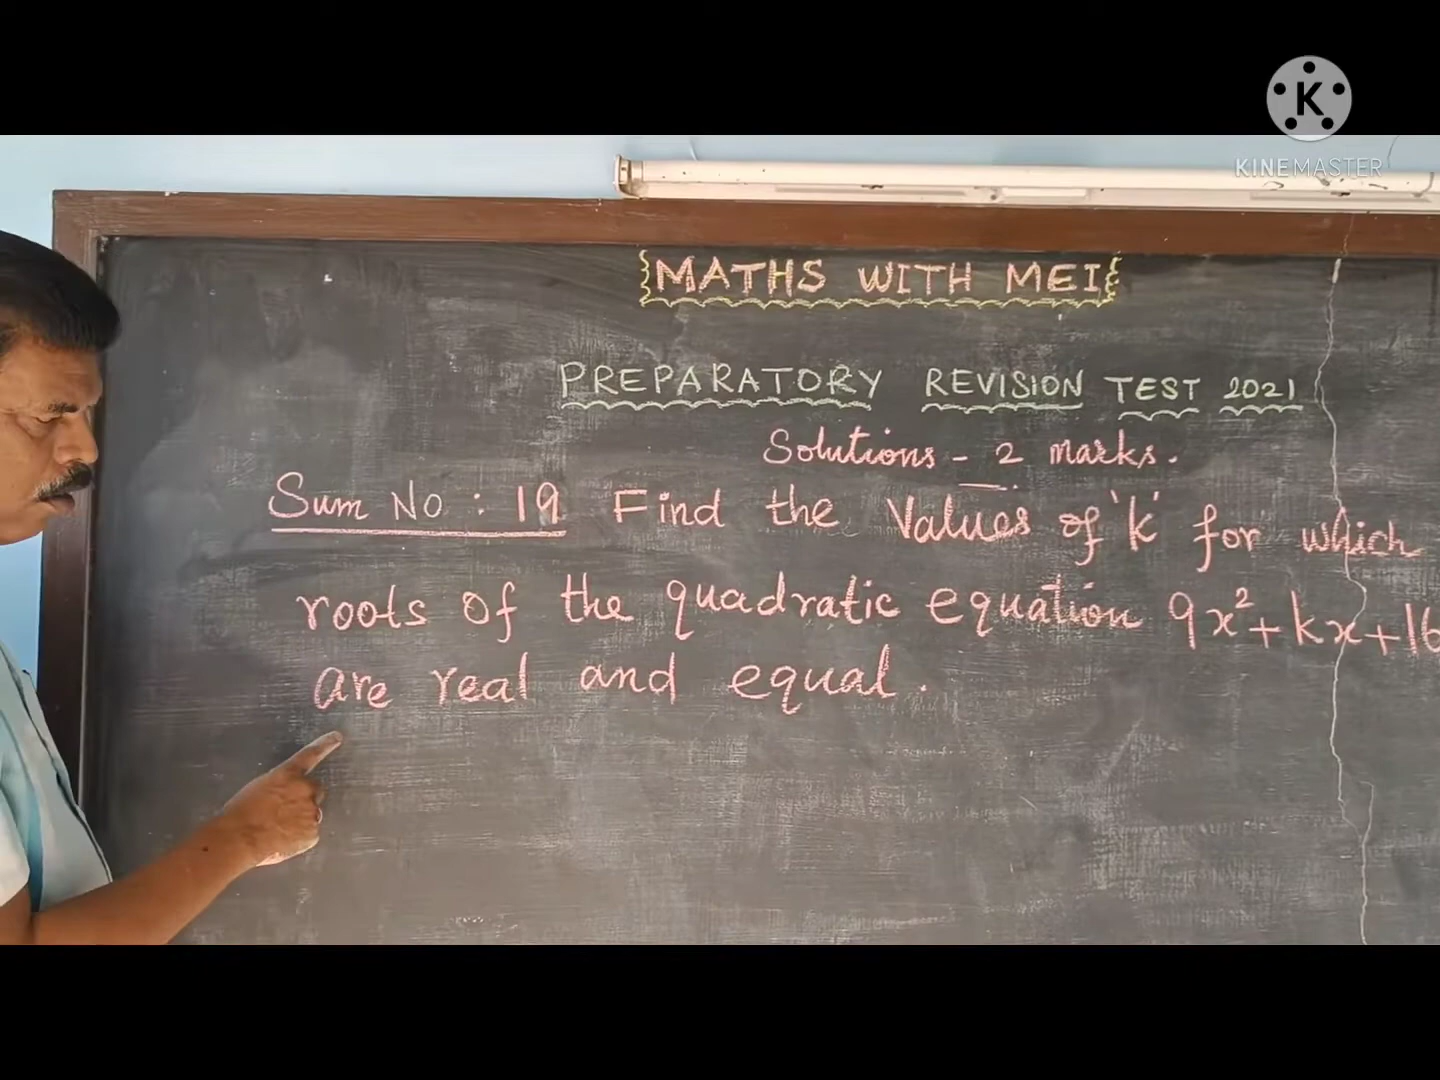 K
KINEMASTER
MATHS WITH MEI
PREPARATORY REVISION TEST 2021
Solutions - 2 marks.
Sum No : 19 Find the Values of 'k' for which
roots of the quadratic equation 9x²+kx+16
are real and equal.